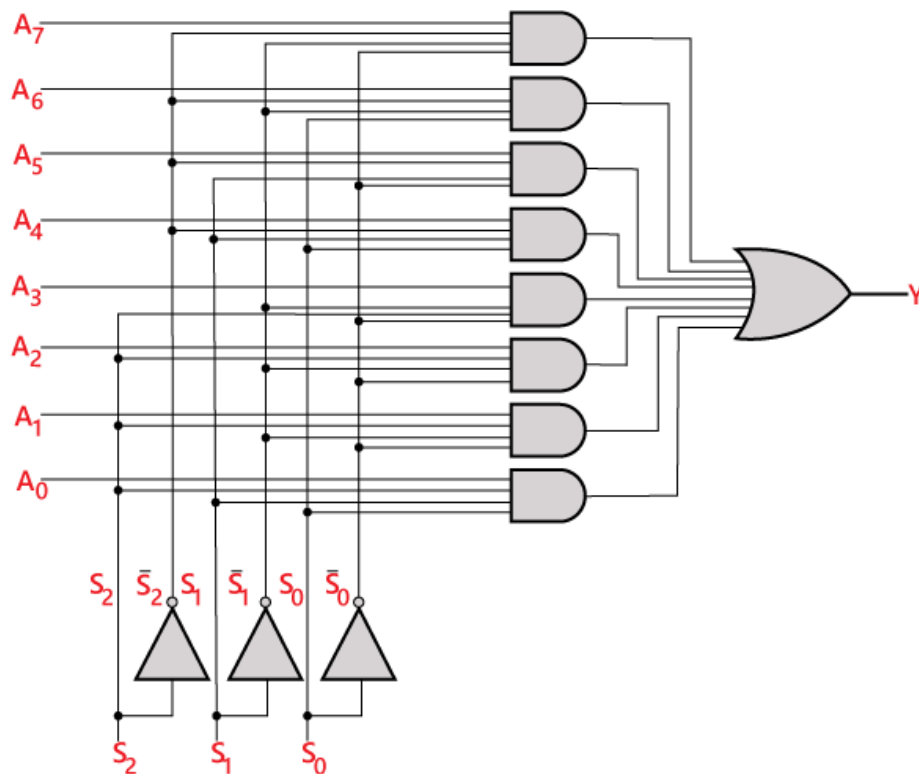 A₇
A₆
A₅
A₄
A₃
Y
A₂
A₁
A₀
S₂ S̄₂ S₁ S̄₁ S₀ S̄₀
S₂ S₁ S₀